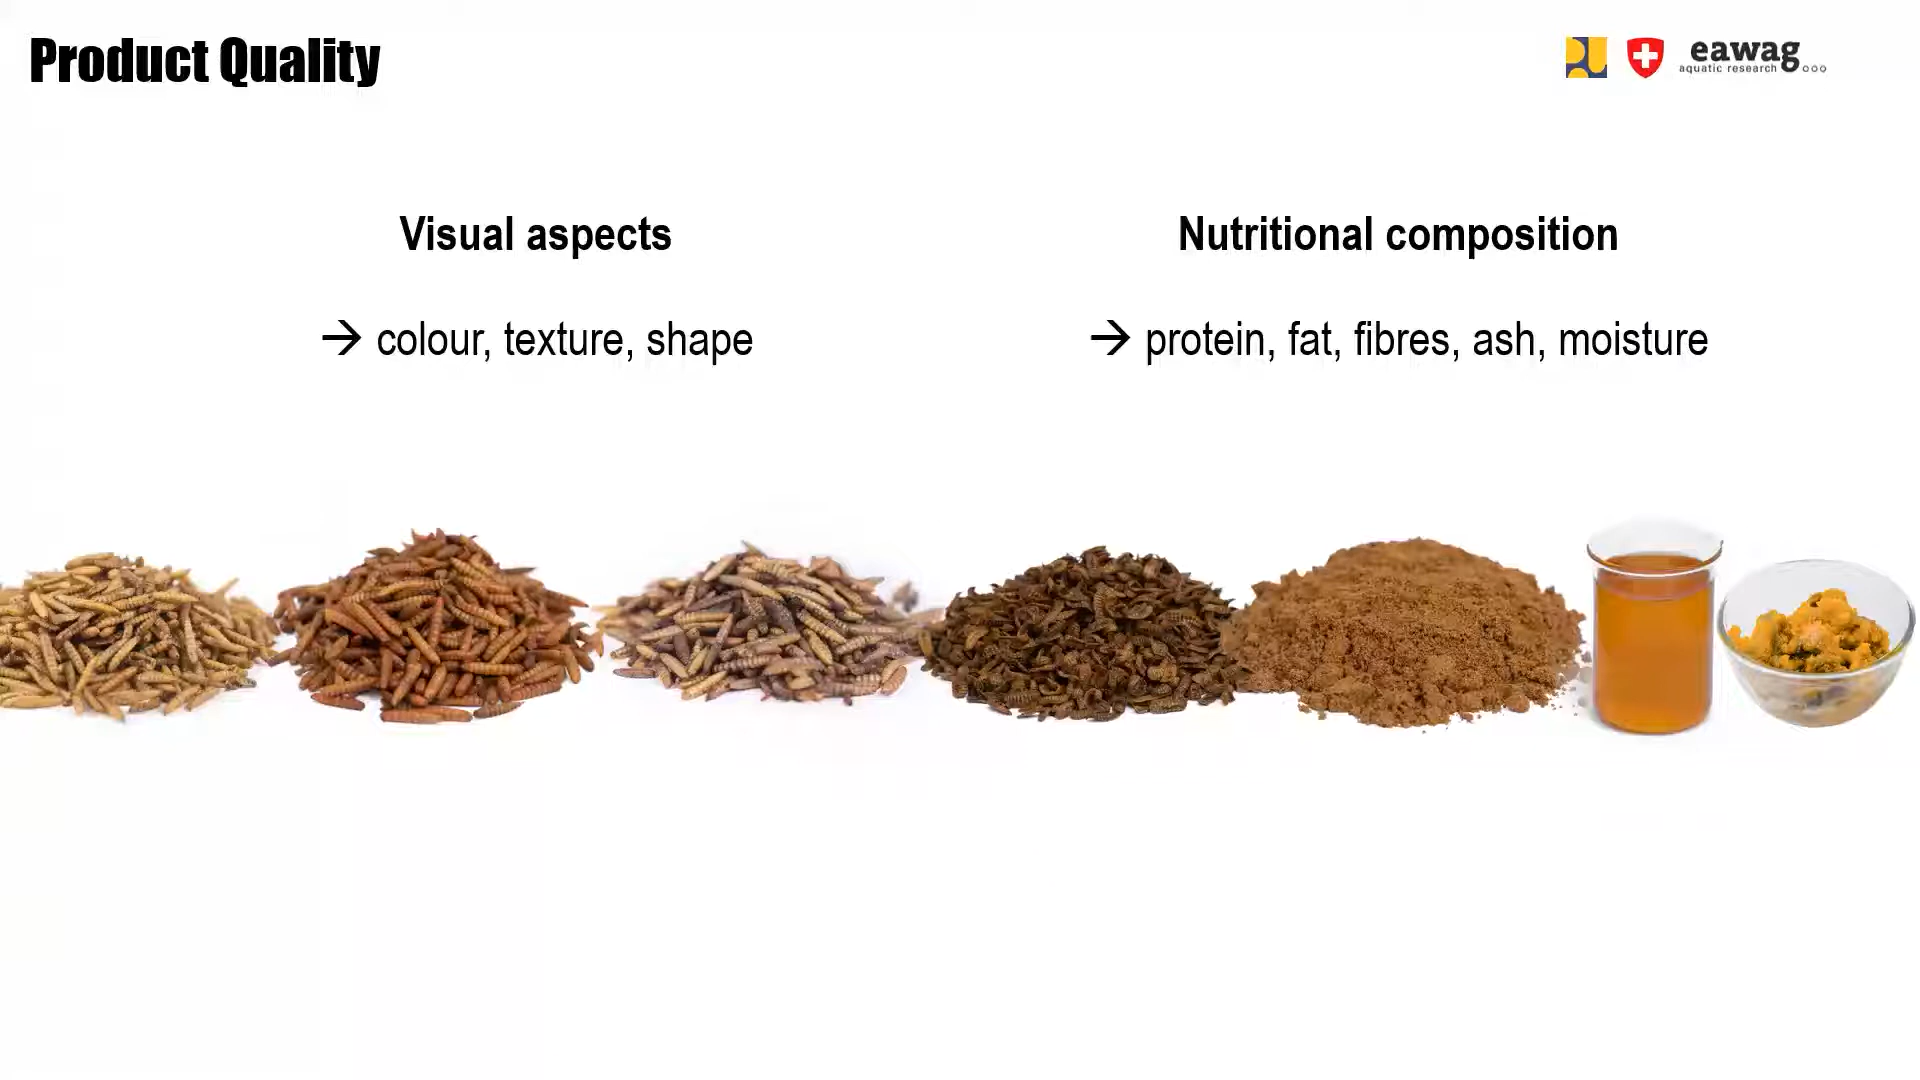 Product Quality
eawag
aquatic research
Visual aspects
→ colour, texture, shape
Nutritional composition
→ protein, fat, fibres, ash, moisture